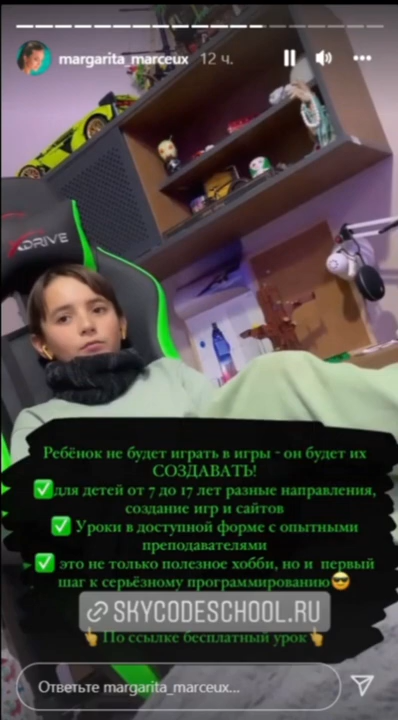 margarita_marceux 12 ч.
XDRIVE
Ребёнок не будет играть в игры - он будет их
СОЗДАВАТЬ!
✅для детей от 7 до 17 лет разные направления,
создание игр и сайтов
✅ Уроки в доступной форме с опытными
преподавателями
✅ это не только полезное хобби, но и первый
шаг к серьёзному программированию😎
SKYCODESCHOOL.RU
👆По ссылке бесплатный урок👆
Ответьте margarita_marceux...